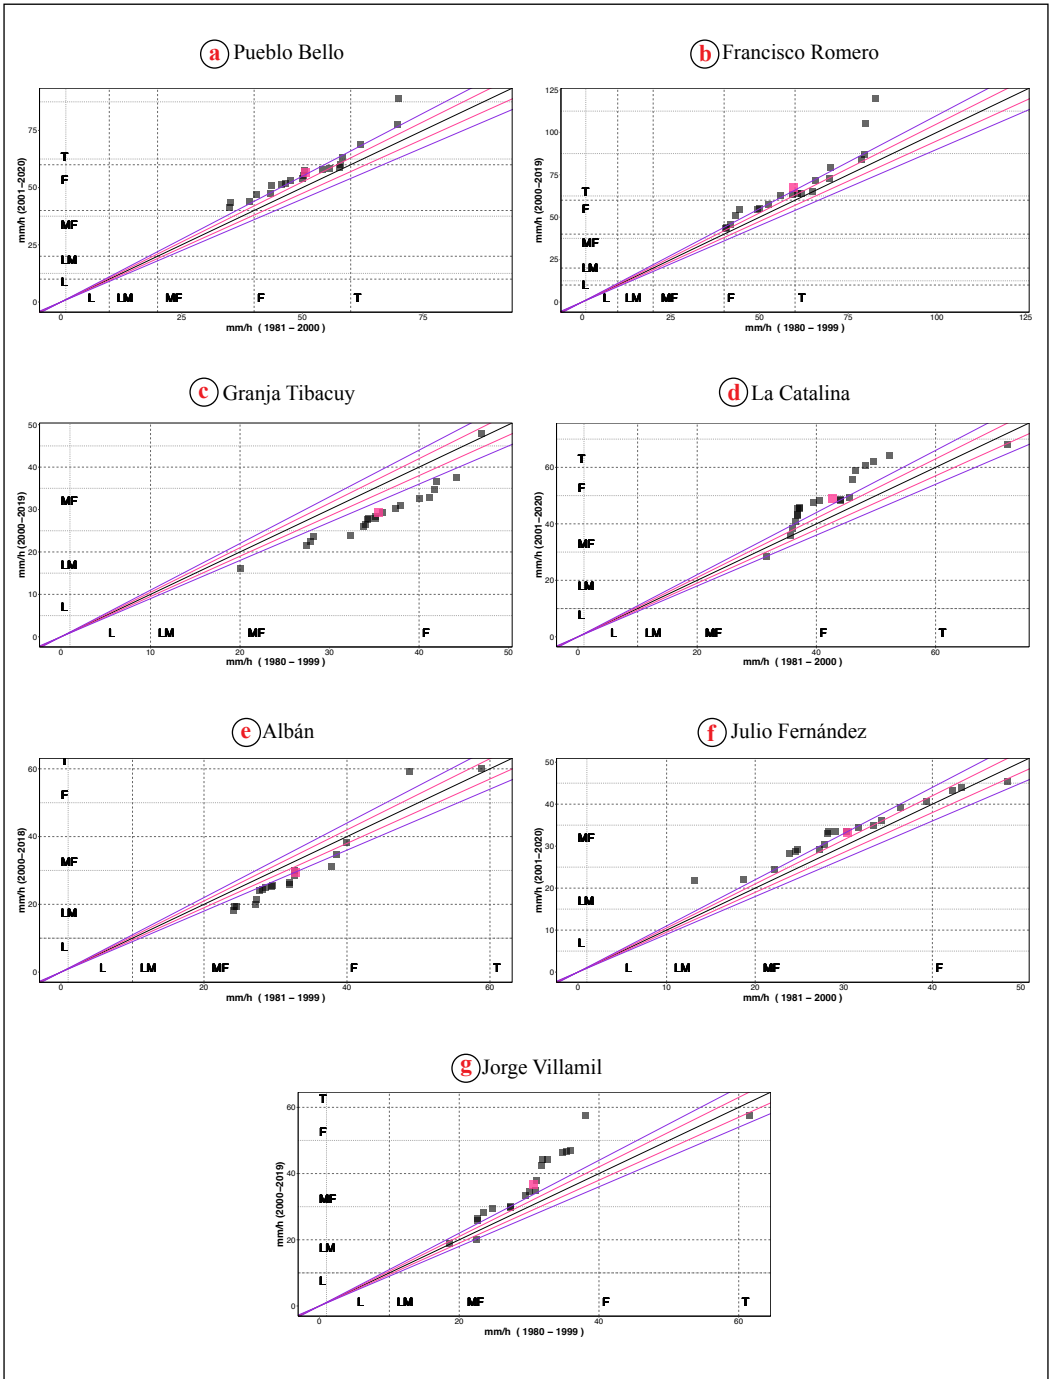 a Pueblo Bello
mm/h (2001−2020)
75
50
25
0
T
F
MF
LM
L
L LM MF F T
0 25 50 75
mm/h ( 1981 − 2000 )
b Francisco Romero
mm/h (2000−2019)
125
100
75
50
25
0
T
F
MF
LM
L
L LM MF F T
0 25 50 75 100 125
mm/h ( 1980 − 1999 )
c Granja Tibacuy
mm/h (2000−2019)
50
40
30
20
10
0
MF
LM
L
L LM MF F
0 10 20 30 40 50
mm/h ( 1980 − 1999 )
d La Catalina
mm/h (2001−2020)
60
40
20
0
T
F
MF
LM
L
L LM MF F T
0 20 40 60
mm/h ( 1981 − 2000 )
e Albán
mm/h (2000−2018)
60
40
20
0
T
F
MF
LM
L
L LM MF F T
0 20 40 60
mm/h ( 1981 − 1999 )
f Julio Fernández
mm/h (2001−2020)
50
40
30
20
10
0
MF
LM
L
L LM MF F
0 10 20 30 40 50
mm/h ( 1981 − 2000 )
g Jorge Villamil
mm/h (2000−2019)
60
40
20
0
T
F
MF
LM
L
L LM MF F T
0 20 40 60
mm/h ( 1980 − 1999 )